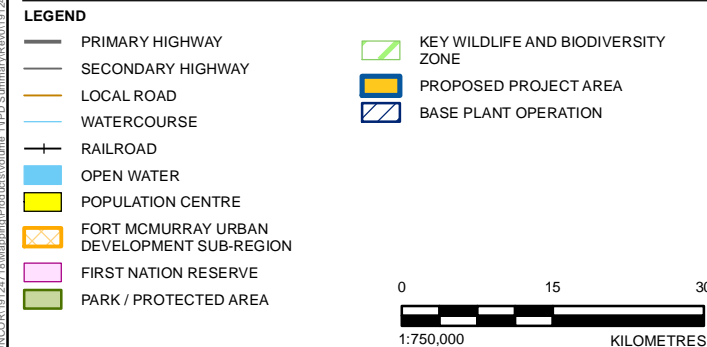 LEGEND
PRIMARY HIGHWAY
SECONDARY HIGHWAY
LOCAL ROAD
WATERCOURSE
RAILROAD
OPEN WATER
POPULATION CENTRE
FORT MCMURRAY URBAN
DEVELOPMENT SUB-REGION
FIRST NATION RESERVE
PARK / PROTECTED AREA
KEY WILDLIFE AND BIODIVERSITY
ZONE
PROPOSED PROJECT AREA
BASE PLANT OPERATION
0 15 30
1:750,000 KILOMETRES